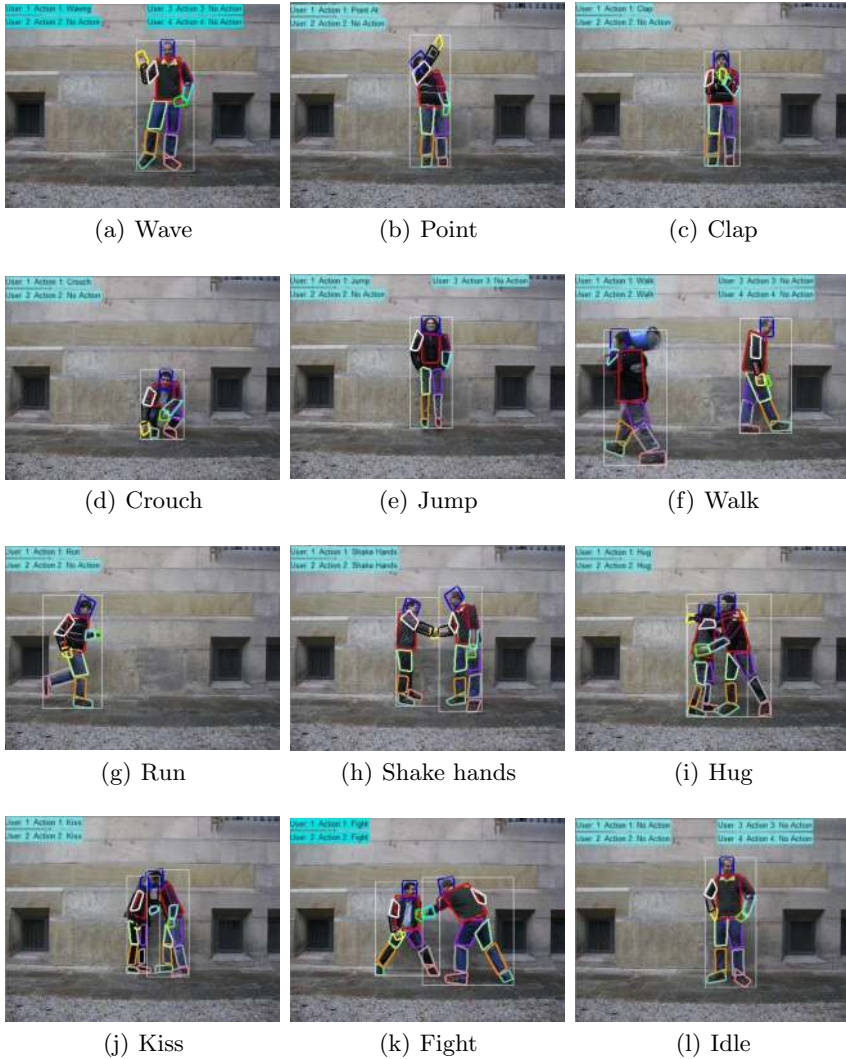 User: 1 Action 1: Waving User: 3 Action 3: No Action
User: 2 Action 2: No Action User: 4 Action 4: No Action
User: 1 Action 1: Point At
User: 2 Action 2: No Action
User: 1 Action 1: Clap
User: 2 Action 2: No Action
(a) Wave
(b) Point
(c) Clap
User: 1 Action 1: Crouch
User: 2 Action 2: No Action
User: 1 Action 1: Jump User: 3 Action 3: No Action
User: 2 Action 2: No Action User: 4 Action 4: No Action
User: 1 Action 1: Walk User: 3 Action 3: No Action
User: 2 Action 2: Walk User: 4 Action 4: No Action
(d) Crouch
(e) Jump
(f) Walk
User: 1 Action 1: Run
User: 2 Action 2: No Action
User: 1 Action 1: Shake Hands
User: 2 Action 2: Shake Hands
User: 1 Action 1: Hug
User: 2 Action 2: Hug
(g) Run
(h) Shake hands
(i) Hug
User: 1 Action 1: Kiss
User: 2 Action 2: Kiss
User: 1 Action 1: Fight
User: 2 Action 2: Fight
User: 1 Action 1: No Action User: 3 Action 3: No Action
User: 2 Action 2: No Action User: 4 Action 4: No Action
(j) Kiss
(k) Fight
(l) Idle